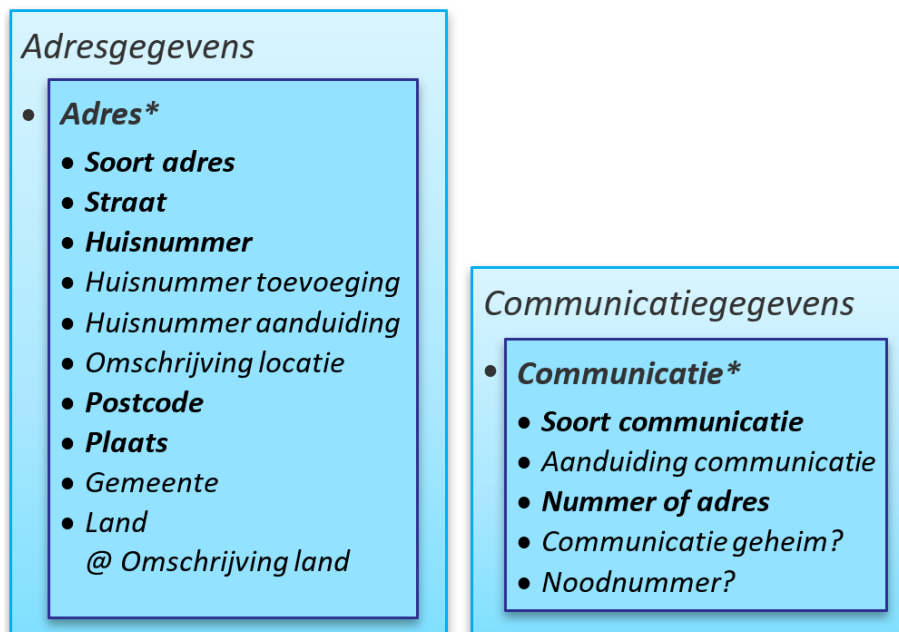 Adresgegevens
• Adres*
• Soort adres
• Straat
• Huisnummer
• Huisnummer toevoeging
• Huisnummer aanduiding
• Omschrijving locatie
• Postcode
• Plaats
• Gemeente
• Land
@ Omschrijving land
Communicatiegegevens
• Communicatie*
• Soort communicatie
• Aanduiding communicatie
• Nummer of adres
• Communicatie geheim?
• Noodnummer?